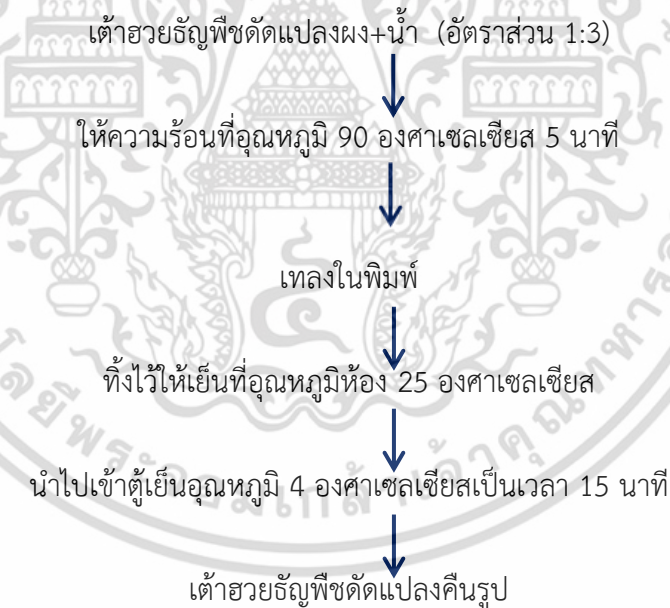 เต้าฮวยธัญพืชดัดแปลงผง+น้ำ (อัตราส่วน 1:3)
ให้ความร้อนที่อุณหภูมิ 90 องศาเซลเซียส 5 นาที
เทลงในพิมพ์
ทิ้งไว้ให้เย็นที่อุณหภูมิห้อง 25 องศาเซลเซียส
นำไปเข้าตู้เย็นอุณหภูมิ 4 องศาเซลเซียสเป็นเวลา 15 นาที
เต้าฮวยธัญพืชดัดแปลงคืนรูป